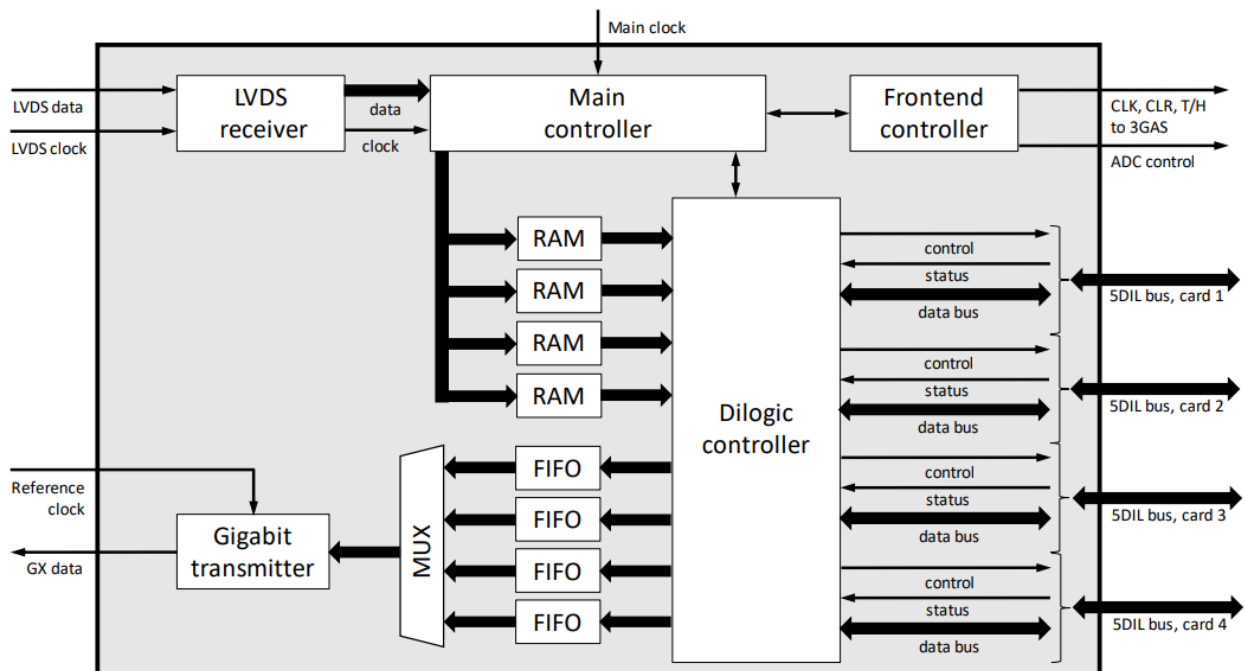 Main clock
LVDS data
LVDS clock
LVDS
receiver
data
clock
Main
controller
Frontend
controller
CLK, CLR, T/H
to 3GAS
ADC control
RAM
RAM
RAM
RAM
Dilogic
controller
control
status
data bus
5DIL bus, card 1
control
status
data bus
5DIL bus, card 2
control
status
data bus
5DIL bus, card 3
control
status
data bus
5DIL bus, card 4
FIFO
FIFO
FIFO
FIFO
MUX
Reference
clock
Gigabit
transmitter
GX data